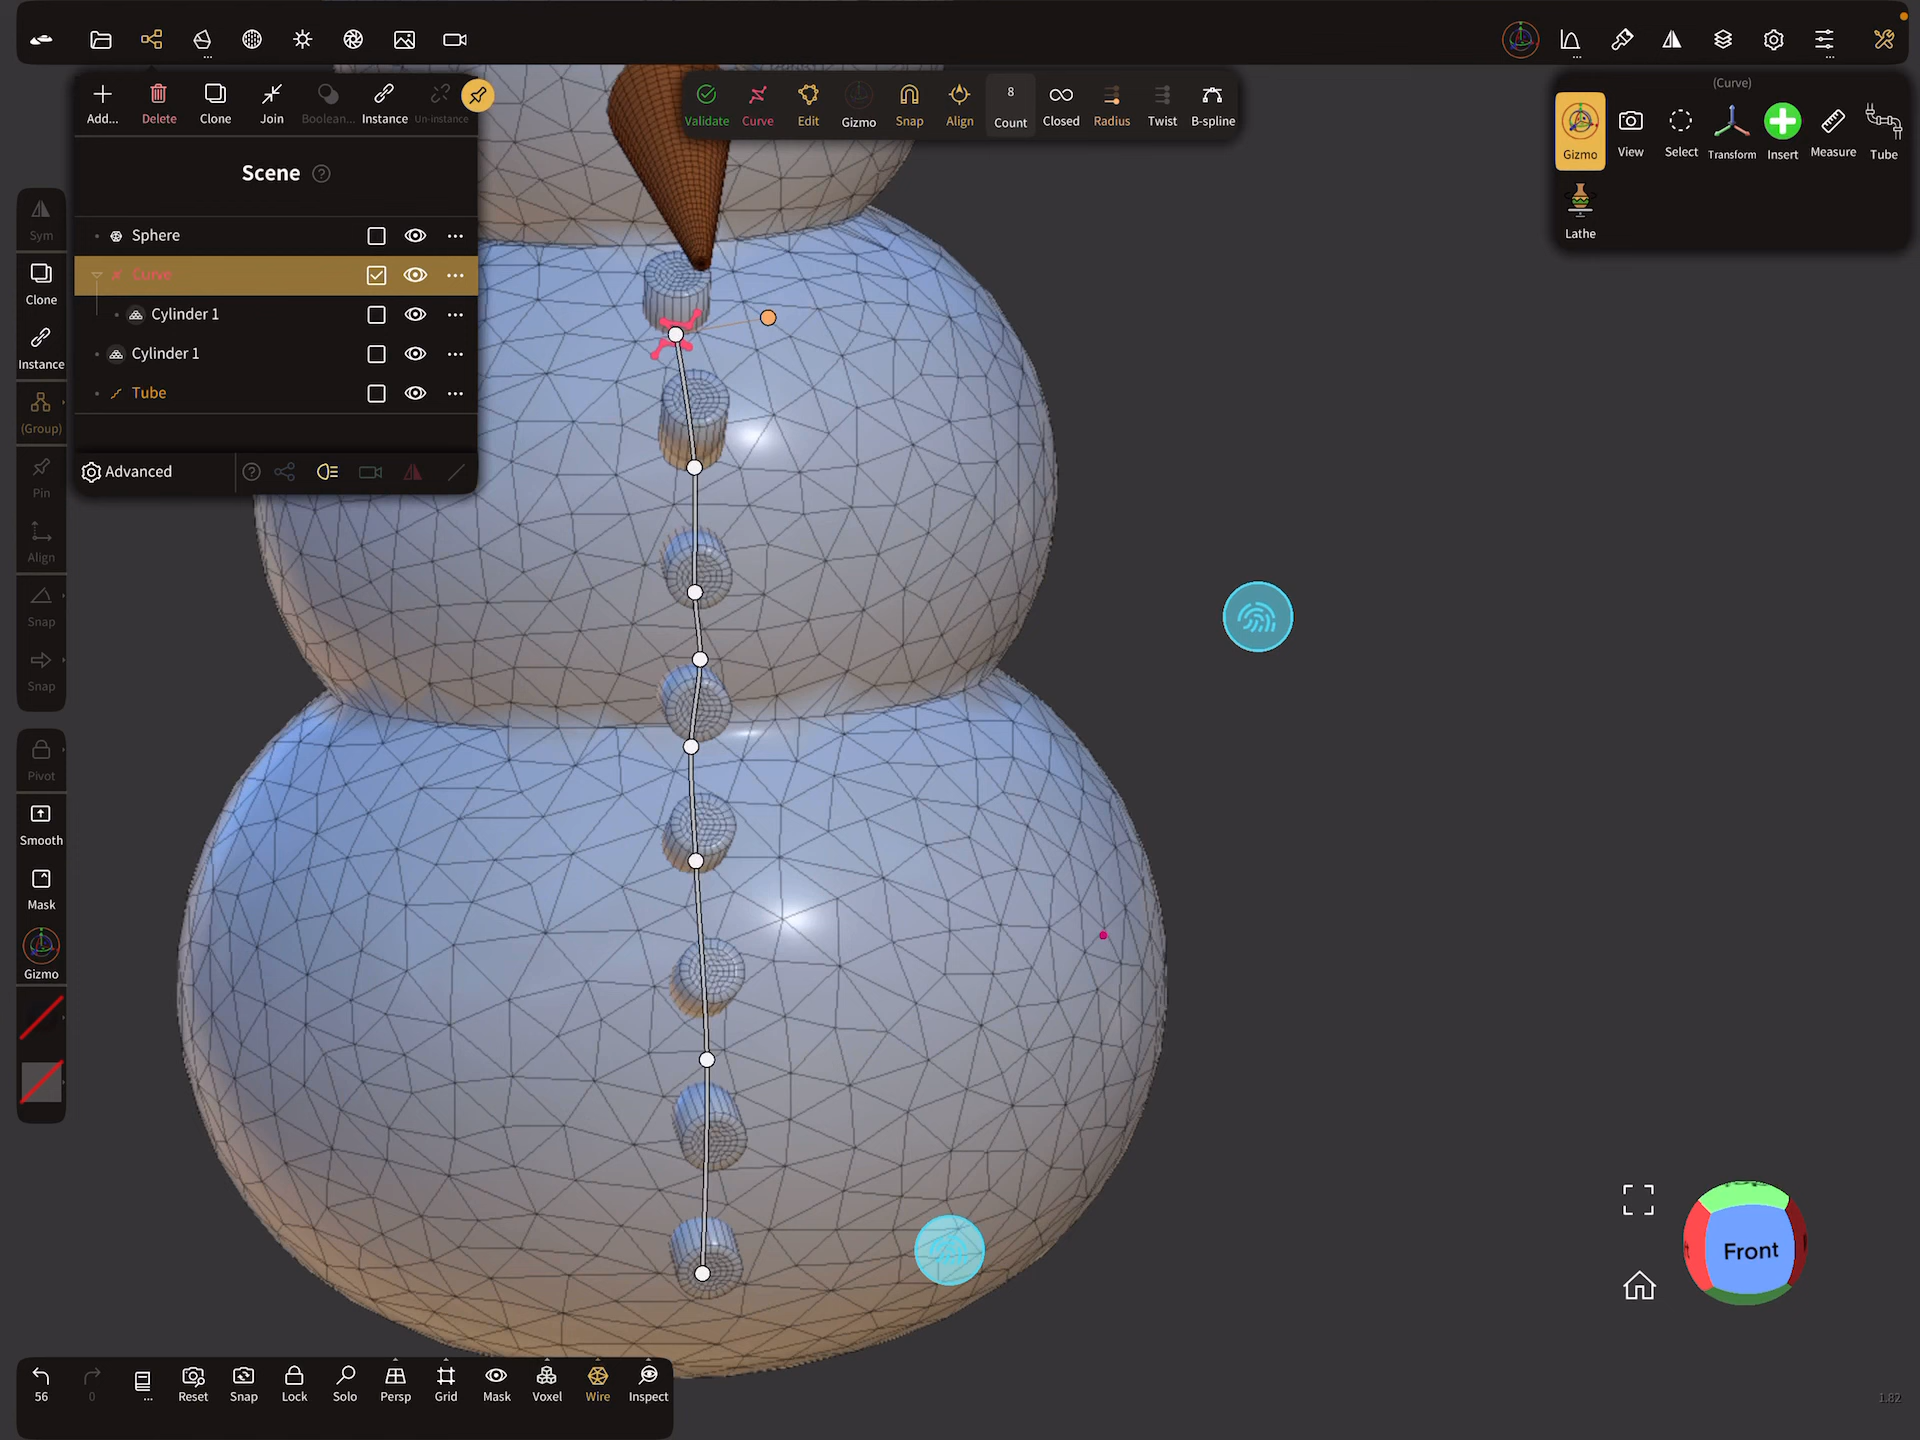 Add...
Delete
Clone
Join
Boolean...
Instance
Un-instance
Validate
Curve
Edit
Gizmo
Snap
Align
8
Count
Closed
Radius
Twist
B-spline
(Curve)
Gizmo
View
Select
Transform
Insert
Measure
Tube
Lathe
Scene
Sphere
Curve
Cylinder 1
Cylinder 1
Tube
Advanced
Sym
Clone
Instance
(Group)
Pin
Align
Snap
Snap
Pivot
Smooth
Mask
Gizmo
Front
56
0
...
Reset
Snap
Lock
Solo
Persp
Grid
Mask
Voxel
Wire
Inspect
1.82